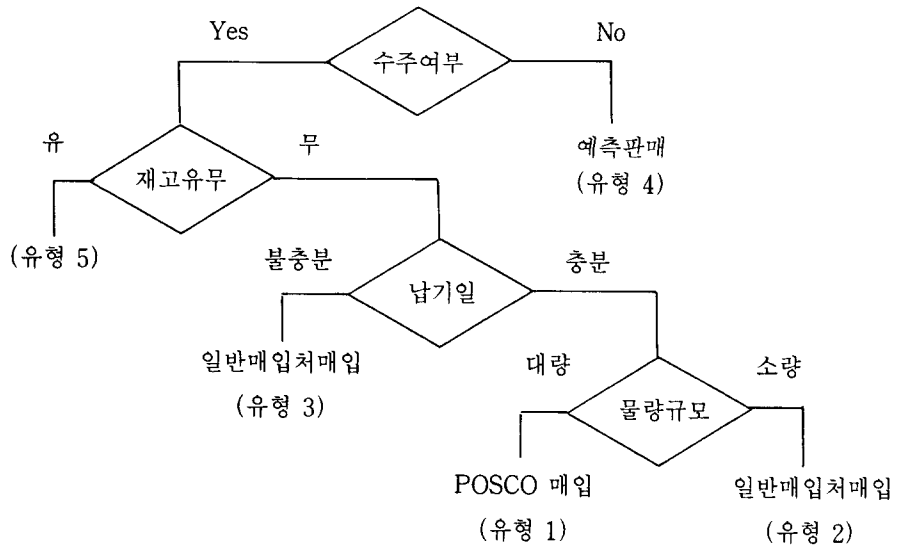 Yes
No
수주여부
유
무
예측판매
(유형 4)
재고유무
(유형 5)
불충분
충분
납기일
일반매입처매입
(유형 3)
대량
소량
물량규모
POSCO 매입
(유형 1)
일반매입처매입
(유형 2)